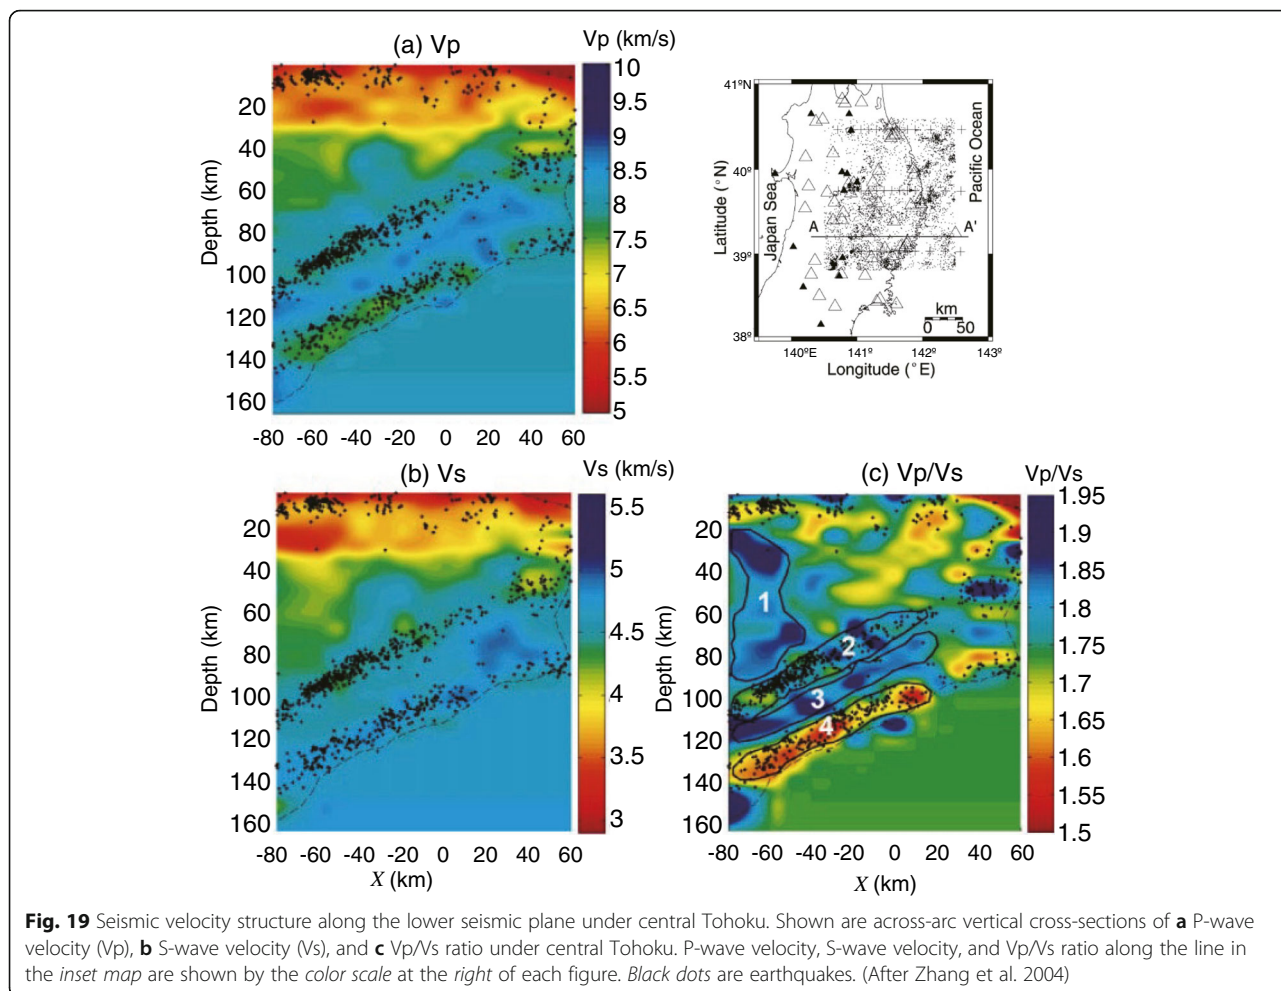 (a) Vp
Vp (km/s)
20
40
60
80
100
120
140
160
Depth (km)
-80 -60 -40 -20 0 20 40 60
10
9.5
9
8.5
8
7.5
7
6.5
6
5.5
5
41ºN
40º
39º
38º
Latitude (°N)
Japan Sea
Pacific Ocean
A
A'
km
0 50
140ºE 141º 142º 143º
Longitude (°E)
(b) Vs
Vs (km/s)
20
40
60
80
100
120
140
160
Depth (km)
-80 -60 -40 -20 0 20 40 60
X (km)
5.5
5
4.5
4
3.5
3
(c) Vp/Vs
Vp/Vs
20
40
60
80
100
120
140
160
Depth (km)
1
2
3
4
-80 -60 -40 -20 0 20 40 60
X (km)
1.95
1.9
1.85
1.8
1.75
1.7
1.65
1.6
1.55
1.5
Fig. 19 Seismic velocity structure along the lower seismic plane under central Tohoku. Shown are across-arc vertical cross-sections of a P-wave
velocity (Vp), b S-wave velocity (Vs), and c Vp/Vs ratio under central Tohoku. P-wave velocity, S-wave velocity, and Vp/Vs ratio along the line in
the inset map are shown by the color scale at the right of each figure. Black dots are earthquakes. (After Zhang et al. 2004)